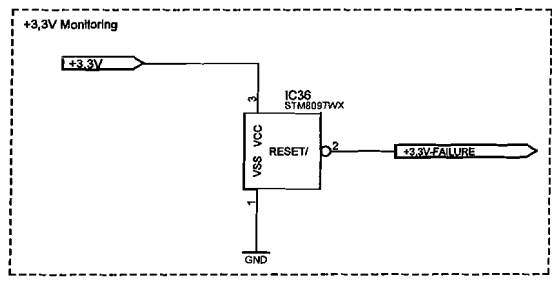 +3,3V Monitoring
+3,3V
IC36
STM809TWX
3
VCC
VSS
RESET/
2
+3,3V-FAILURE
1
GND